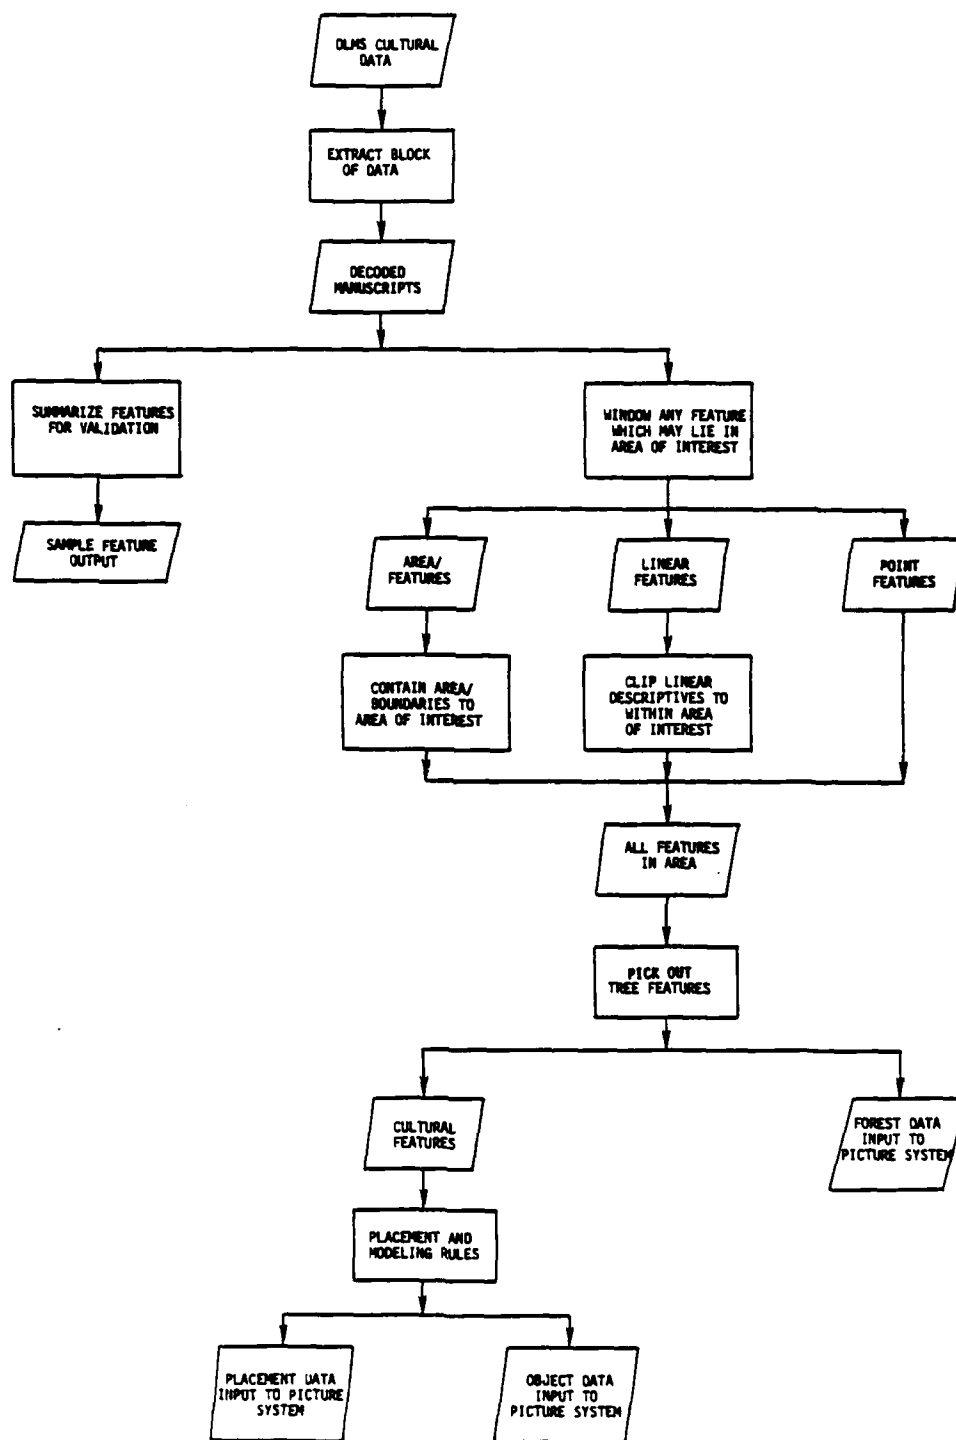 DLMS CULTURAL
DATA
EXTRACT BLOCK
OF DATA
DECODED
MANUSCRIPTS
SUMMARIZE FEATURES
FOR VALIDATION
WINDOW ANY FEATURE
WHICH MAY LIE IN
AREA OF INTEREST
SAMPLE FEATURE
OUTPUT
AREA/
FEATURES
LINEAR
FEATURES
POINT
FEATURES
CONTAIN AREA/
BOUNDARIES TO
AREA OF INTEREST
CLIP LINEAR
DESCRIPTIVES TO
WITHIN AREA
OF INTEREST
ALL FEATURES
IN AREA
PICK OUT
TREE FEATURES
CULTURAL
FEATURES
FOREST DATA
INPUT TO
PICTURE SYSTEM
PLACEMENT AND
MODELING RULES
PLACEMENT DATA
INPUT TO PICTURE
SYSTEM
OBJECT DATA
INPUT TO
PICTURE SYSTEM